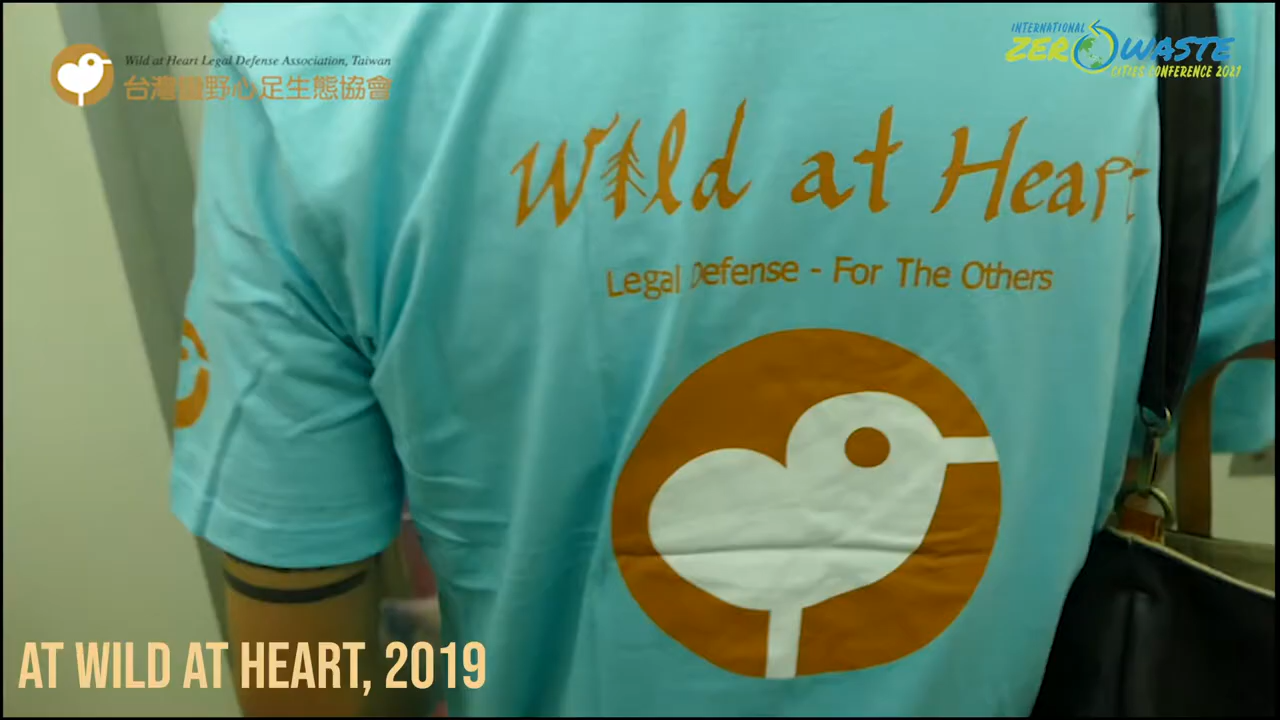 Wild at Heart Legal Defense Association, Taiwan
台灣蠻野心足生態協會
INTERNATIONAL
ZERO WASTE
CITIES CONFERENCE 2021
Wild at Heart
Legal Defense - For The Others
AT WILD AT HEART, 2019